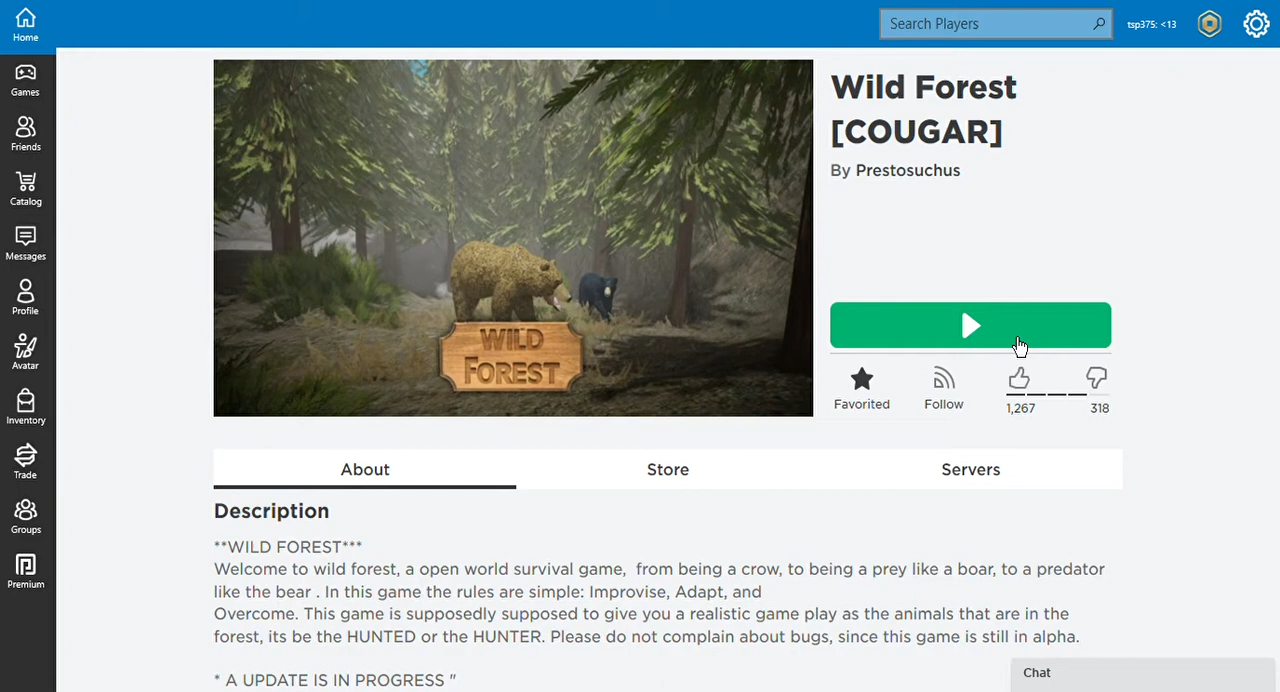 Home
Search Players
tsp375: <13
Games
Friends
Catalog
Messages
Profile
Avatar
Inventory
Trade
Groups
Premium
WILD
FOREST
Wild Forest
[COUGAR]
By Prestosuchus
Favorited
Follow
1,267
318
About
Store
Servers
Description
**WILD FOREST***
Welcome to wild forest, a open world survival game,  from being a crow, to being a prey like a boar, to a predator
like the bear . In this game the rules are simple: Improvise, Adapt, and
Overcome. This game is supposedly supposed to give you a realistic game play as the animals that are in the
forest, its be the HUNTED or the HUNTER. Please do not complain about bugs, since this game is still in alpha.
* A UPDATE IS IN PROGRESS "
Chat